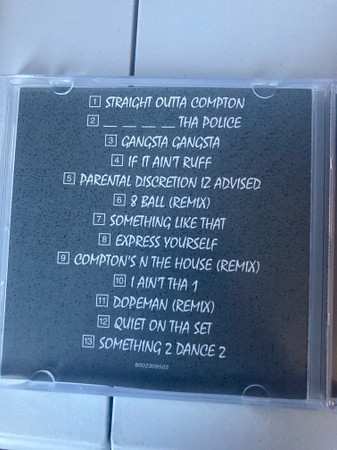 1 STRAIGHT OUTTA COMPTON
2 _ _ _ _ THA POLICE
3 GANGSTA GANGSTA
4 IF IT AIN'T RUFF
5 PARENTAL DISCRETION IZ ADVISED
6 8 BALL (REMIX)
7 SOMETHING LIKE THAT
8 EXPRESS YOURSELF
9 COMPTON'S N THE HOUSE (REMIX)
10 I AIN'T THA 1
11 DOPEMAN (REMIX)
12 QUIET ON THA SET
13 SOMETHING 2 DANCE 2